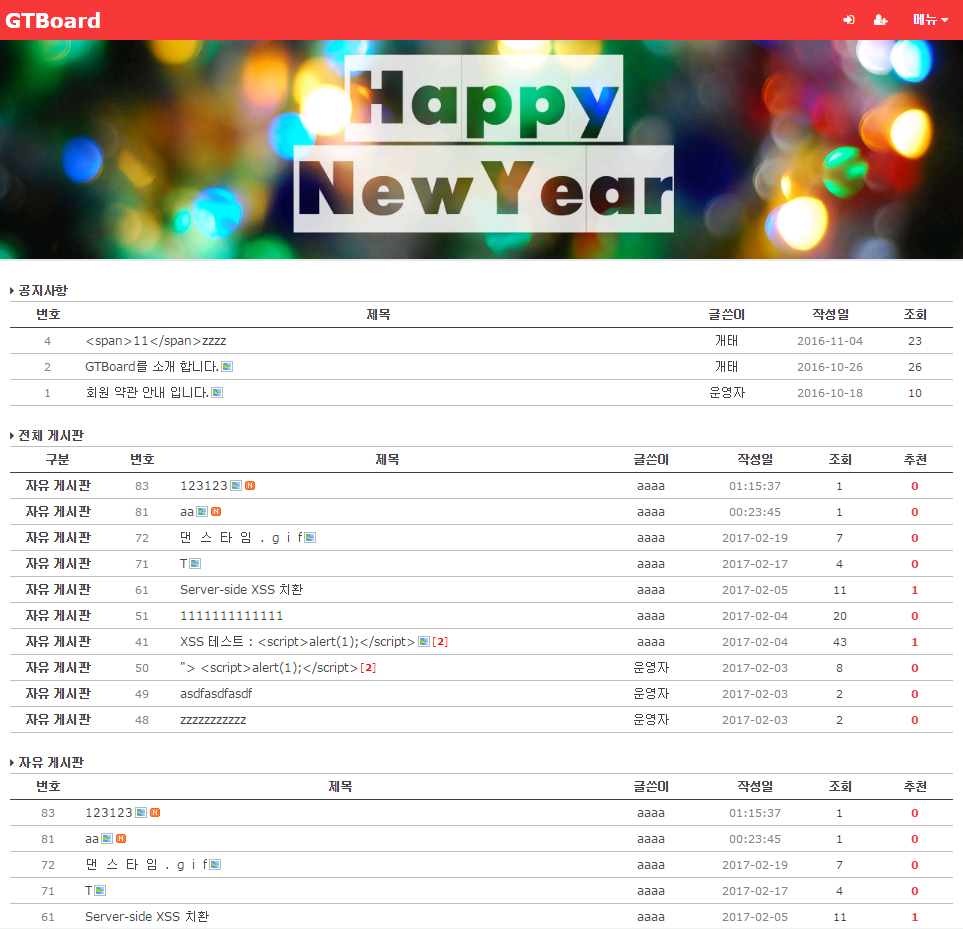 GTBoard 메뉴
Happy
New Year
공지사항
번호 제목 글쓴이 작성일 조회
4 <span>11</span>zzzz 개태 2016-11-04 23
2 GTBoard를 소개 합니다. 개태 2016-10-26 26
1 회원 약관 안내 입니다. 운영자 2016-10-18 10
전체 게시판
구분 번호 제목 글쓴이 작성일 조회 추천
자유 게시판 83 123123 N aaaa 01:15:37 1 0
자유 게시판 81 aa N aaaa 00:23:45 1 0
자유 게시판 72 댄 스 타 임 . g i f aaaa 2017-02-19 7 0
자유 게시판 71 T aaaa 2017-02-17 4 0
자유 게시판 61 Server-side XSS 치환 aaaa 2017-02-05 11 1
자유 게시판 51 1111111111111 aaaa 2017-02-04 20 0
자유 게시판 41 XSS 테스트 : <script>alert(1);</script> [2] aaaa 2017-02-04 43 1
자유 게시판 50 "> <script>alert(1);</script>[2] 운영자 2017-02-03 8 0
자유 게시판 49 asdfasdfasdf 운영자 2017-02-03 2 0
자유 게시판 48 zzzzzzzzzzz 운영자 2017-02-03 2 0
자유 게시판
번호 제목 글쓴이 작성일 조회 추천
83 123123 N aaaa 01:15:37 1 0
81 aa N aaaa 00:23:45 1 0
72 댄 스 타 임 . g i f aaaa 2017-02-19 7 0
71 T aaaa 2017-02-17 4 0
61 Server-side XSS 치환 aaaa 2017-02-05 11 1